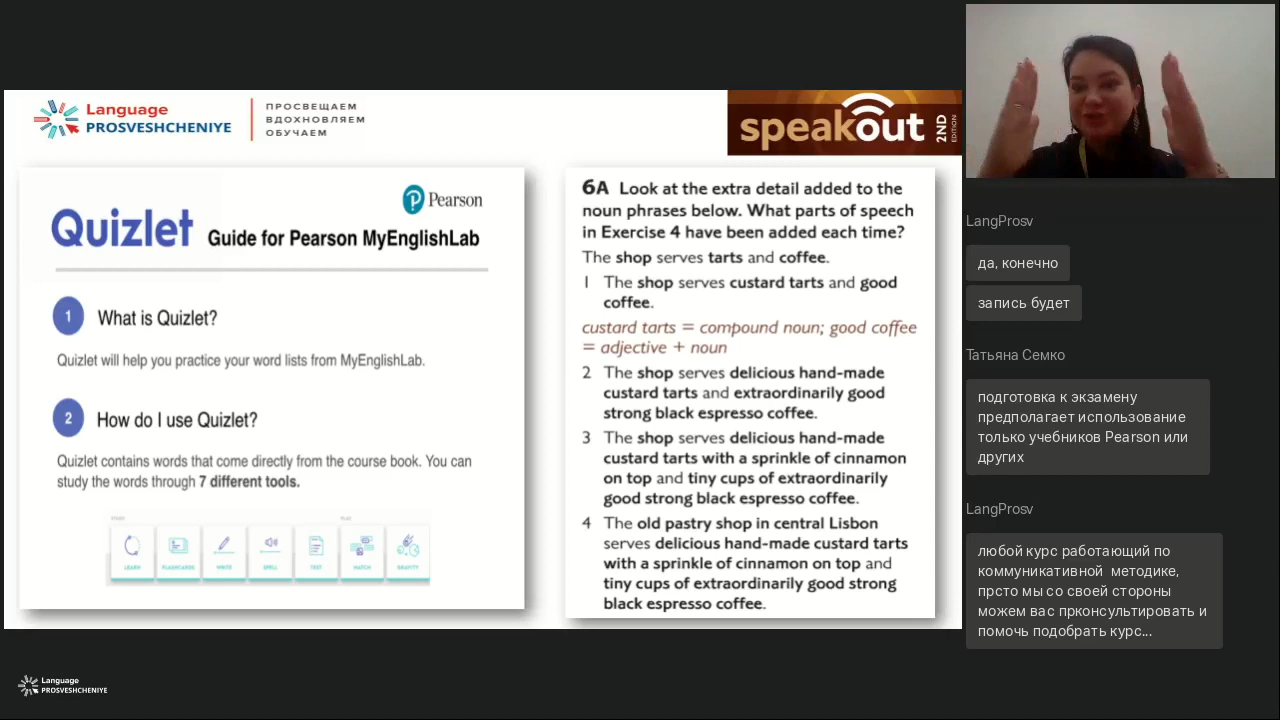 Language
PROSVESHCHENIYE
ПРОСВЕЩАЕМ
ВДОХНОВЛЯЕМ
ОБУЧАЕМ
speakout
2ND
EDITION
Pearson
Quizlet Guide for Pearson MyEnglishLab
1 What is Quizlet?
Quizlet will help you practice your word lists from MyEnglishLab.
2 How do I use Quizlet?
Quizlet contains words that come directly from the course book. You can
study the words through 7 different tools.
STUDY
PLAY
LEARN FLASHCARDS WRITE SPELL TEST MATCH GRAVITY
6A Look at the extra detail added to the
noun phrases below. What parts of speech
in Exercise 4 have been added each time?
The shop serves tarts and coffee.
1 The shop serves custard tarts and good
coffee.
custard tarts = compound noun; good coffee
= adjective + noun
2 The shop serves delicious hand-made
custard tarts and extraordinarily good
strong black espresso coffee.
3 The shop serves delicious hand-made
custard tarts with a sprinkle of cinnamon
on top and tiny cups of extraordinarily
good strong black espresso coffee.
4 The old pastry shop in central Lisbon
serves delicious hand-made custard tarts
with a sprinkle of cinnamon on top and
tiny cups of extraordinarily good strong
black espresso coffee.
Language
PROSVESHCHENIYE
LangProsv
да, конечно
запись будет
Татьяна Семко
подготовка к экзамену
предполагает использование
только учебников Pearson или
других
LangProsv
любой курс работающий по
коммуникативной методике,
прсто мы со своей стороны
можем вас прконсультировать и
помочь подобрать курс...